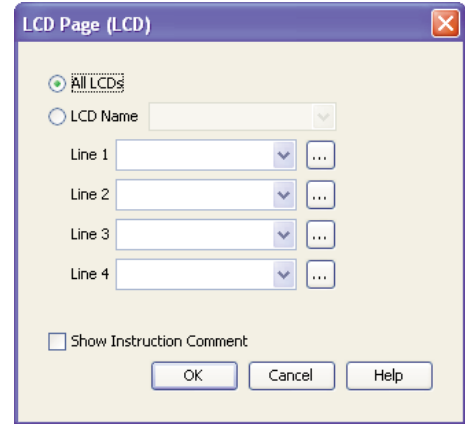 LCD Page (LCD)
All LCDs
LCD Name
Line 1 ...
Line 2 ...
Line 3 ...
Line 4 ...
Show Instruction Comment
OK Cancel Help